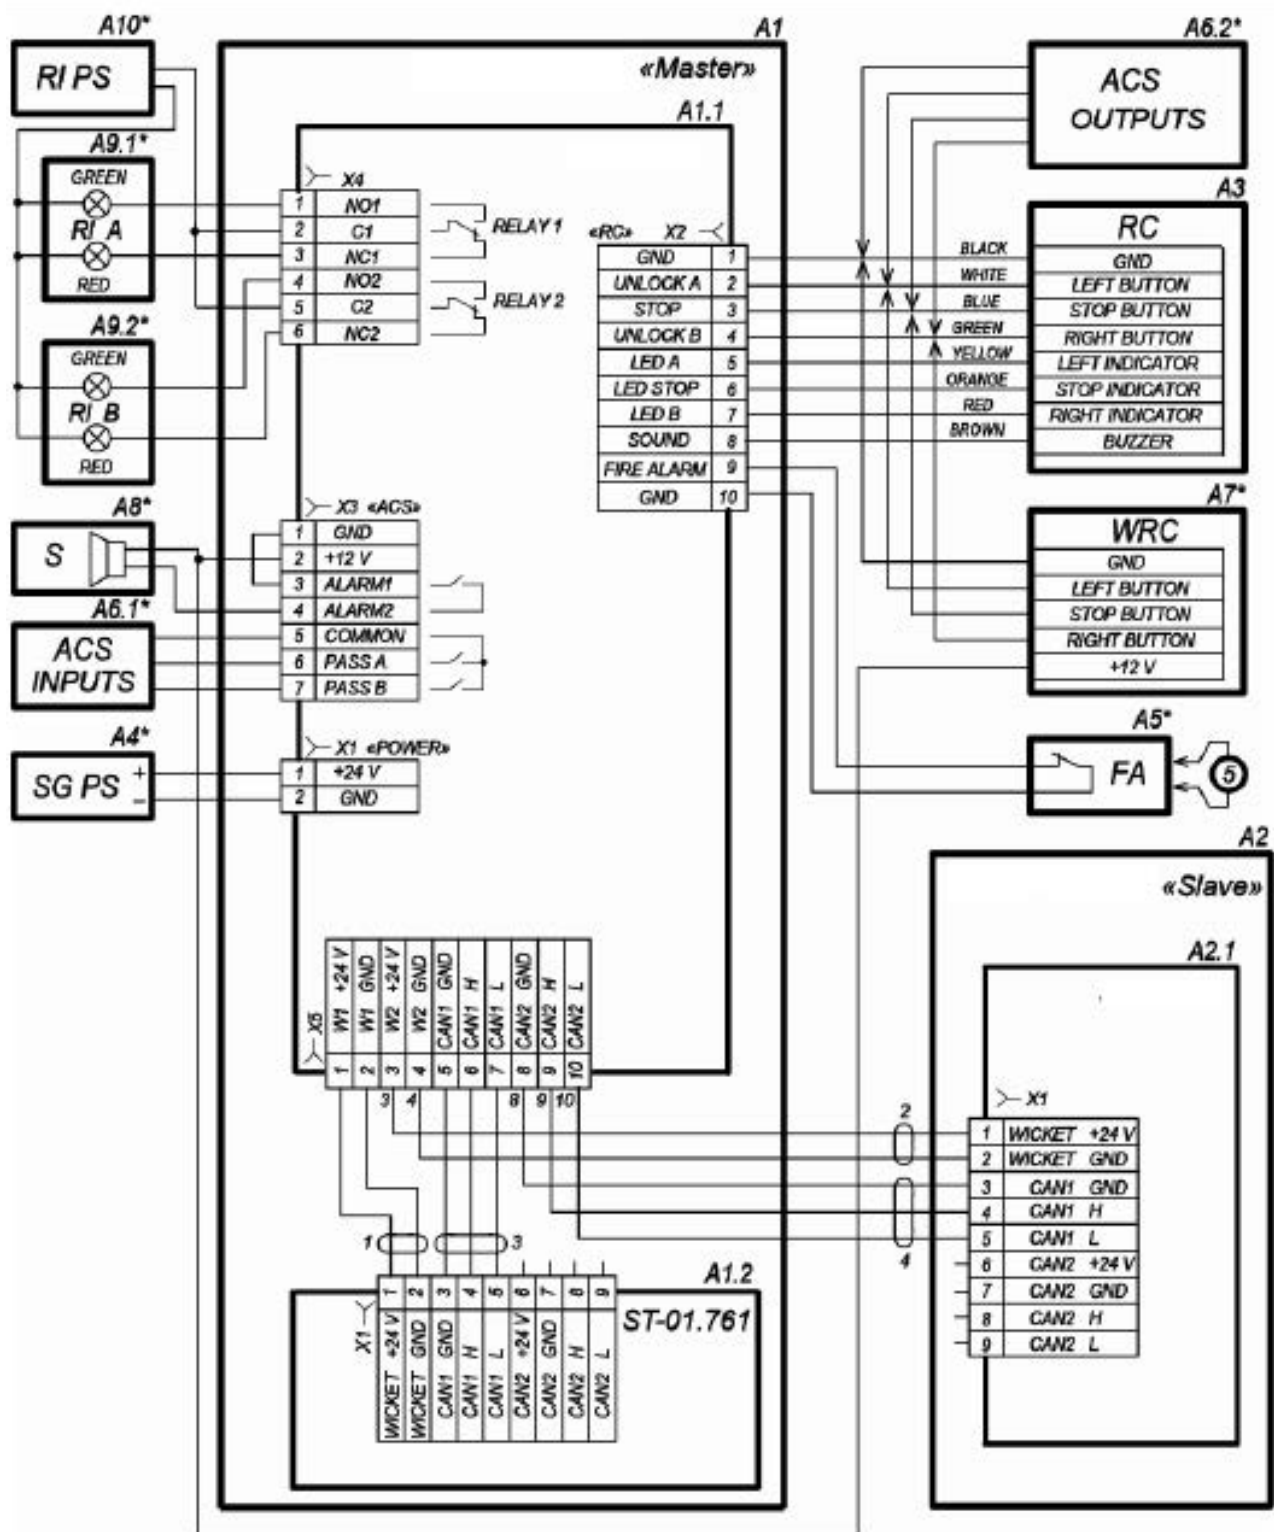 A10*
RI PS
A9.1*
GREEN
RI A
RED
A9.2*
GREEN
RI B
RED
A8*
S
A6.1*
ACS
INPUTS
A4*
SG PS + −
A1
«Master»
A1.1
X4
1 NO1
2 C1
3 NC1
4 NO2
5 C2
6 NC2
RELAY 1
RELAY 2
X3 «ACS»
1 GND
2 +12 V
3 ALARM1
4 ALARM2
5 COMMON
6 PASS A
7 PASS B
X1 «POWER»
1 +24 V
2 GND
«RC» X2
GND 1
UNLOCK A 2
STOP 3
UNLOCK B 4
LED A 5
LED STOP 6
LED B 7
SOUND 8
FIRE ALARM 9
GND 10
BLACK
WHITE
BLUE
GREEN
YELLOW
ORANGE
RED
BROWN
A6.2*
ACS
OUTPUTS
A3
RC
GND
LEFT BUTTON
STOP BUTTON
RIGHT BUTTON
LEFT INDICATOR
STOP INDICATOR
RIGHT INDICATOR
BUZZER
A7*
WRC
GND
LEFT BUTTON
STOP BUTTON
RIGHT BUTTON
+12 V
A5*
FA
5
X5
1 W1 +24 V
2 W1 GND
3 W2 +24 V
4 W2 GND
5 CAN1 GND
6 CAN1 H
7 CAN1 L
8 CAN2 GND
9 CAN2 H
10 CAN2 L
3 4 8 9 10
1 3
2
4
A1.2
ST-01.761
X1
1 WICKET +24 V
2 WICKET GND
3 CAN1 GND
4 CAN1 H
5 CAN1 L
6 CAN2 +24 V
7 CAN2 GND
8 CAN2 H
9 CAN2 L
A2
«Slave»
A2.1
X1
1 WICKET +24 V
2 WICKET GND
3 CAN1 GND
4 CAN1 H
5 CAN1 L
6 CAN2 +24 V
7 CAN2 GND
8 CAN2 H
9 CAN2 L